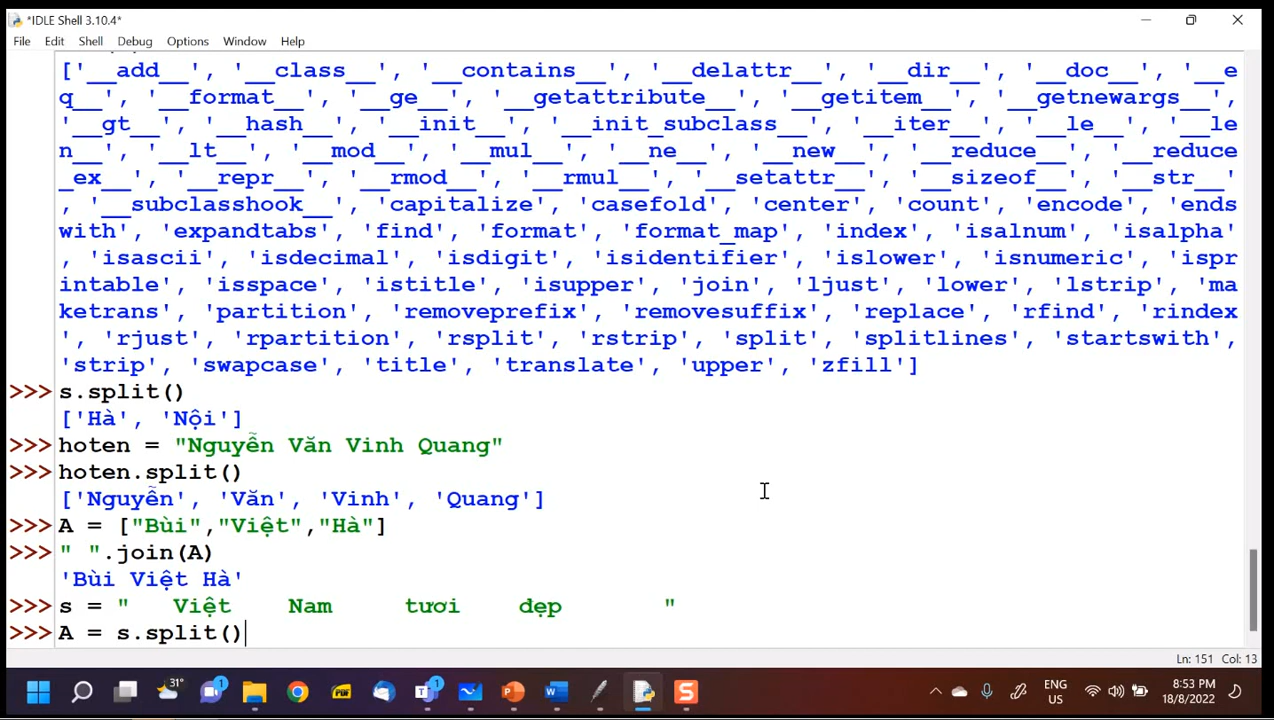 *IDLE Shell 3.10.4*
File Edit Shell Debug Options Window Help
['__add__', '__class__', '__contains__', '__delattr__', '__dir__', '__doc__', '__e
q__', '__format__', '__ge__', '__getattribute__', '__getitem__', '__getnewargs__',
'__gt__', '__hash__', '__init__', '__init_subclass__', '__iter__', '__le__', '__le
n__', '__lt__', '__mod__', '__mul__', '__ne__', '__new__', '__reduce__', '__reduce
_ex__', '__repr__', '__rmod__', '__rmul__', '__setattr__', '__sizeof__', '__str__'
, '__subclasshook__', 'capitalize', 'casefold', 'center', 'count', 'encode', 'ends
with', 'expandtabs', 'find', 'format', 'format_map', 'index', 'isalnum', 'isalpha'
, 'isascii', 'isdecimal', 'isdigit', 'isidentifier', 'islower', 'isnumeric', 'ispr
intable', 'isspace', 'istitle', 'isupper', 'join', 'ljust', 'lower', 'lstrip', 'ma
ketrans', 'partition', 'removeprefix', 'removesuffix', 'replace', 'rfind', 'rindex
', 'rjust', 'rpartition', 'rsplit', 'rstrip', 'split', 'splitlines', 'startswith',
'strip', 'swapcase', 'title', 'translate', 'upper', 'zfill']
>>> s.split()
['Hà', 'Nội']
>>> hoten = "Nguyễn Văn Vinh Quang"
>>> hoten.split()
['Nguyễn', 'Văn', 'Vinh', 'Quang']
>>> A = ["Bùi","Việt","Hà"]
>>> " ".join(A)
'Bùi Việt Hà'
>>> s = "   Việt    Nam     tươi    đẹp       "
>>> A = s.split()
Ln: 151 Col: 13
31° 1 1 PDF T P W S ENG US 8:53 PM 18/8/2022